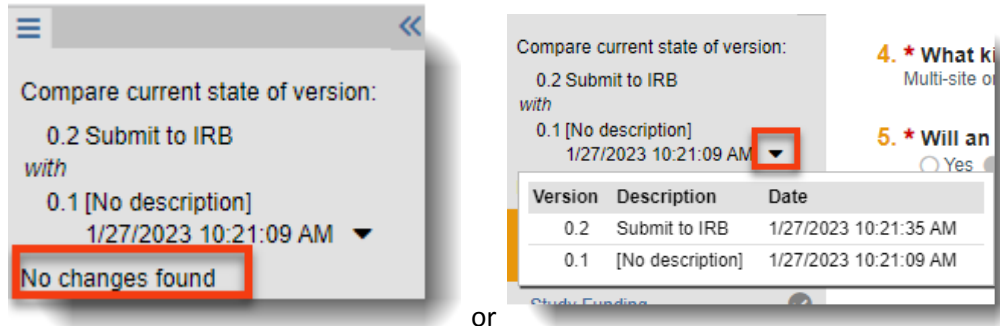 Compare current state of version:
0.2 Submit to IRB
with
0.1 [No description]
1/27/2023 10:21:09 AM
No changes found
or
Compare current state of version:
0.2 Submit to IRB
with
0.1 [No description]
1/27/2023 10:21:09 AM
Version Description Date
0.2 Submit to IRB 1/27/2023 10:21:35 AM
0.1 [No description] 1/27/2023 10:21:09 AM
Study Funding
4. * What ki
Multi-site or
5. * Will an
Yes